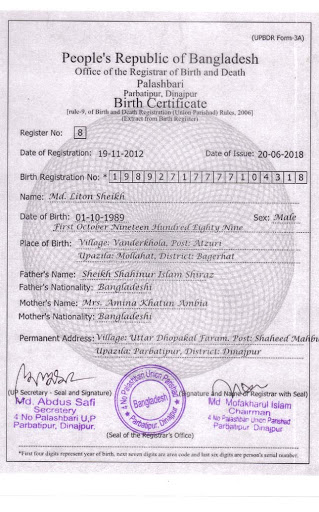 (UPBDR Form-3A)
People's Republic of Bangladesh
Office of the Registrar of Birth and Death
Palashbari
Parbatipur, Dinajpur
Birth Certificate
[rule-9, of Birth and Death Registration (Union Parishad) Rules, 2006]
(Extract from Birth Register)
Register No: 8
Date of Registration: 19-11-2012 Date of Issue: 20-06-2018
Birth Registration No: * 1 9 8 9 2 7 1 7 7 7 7 1 0 4 3 1 8
Name: Md. Liton Sheikh
Date of Birth: 01-10-1989 Sex: Male
First October Nineteen Hundred Eighty Nine
Place of Birth: Village: Vanderkhola, Post: Atzuri
Upazila: Mollahat, District: Bagerhat
Father's Name: Sheikh Shahinur Islam Shiraz
Father's Nationality: Bangladeshi
Mother's Name: Mrs. Amina Khatun Ambia
Mother's Nationality: Bangladeshi
Permanent Address: Village: Uttar Dhopakal Faram, Post: Shaheed Mahbu
Upazila: Parbatipur, District: Dinajpur
(UP Secretary - Seal and Signature)
(Signature and Name of Registrar with Seal)
Md. Abdus Safi
Secretery
4 No Palashbari U.P
Parbatipur, Dinajpur.
4 No Palashbari Union Parishad
Bangladeshi
Parbatipur, Dinajpur
Md Mofakharul Islam
Chairman
4 No Palashbari Union Parishad
Parbatipur, Dinajpur
(Seal of the Registrar's Office)
*First four digits represent year of birth, next seven digits are area code and last six digits are person's serial number.